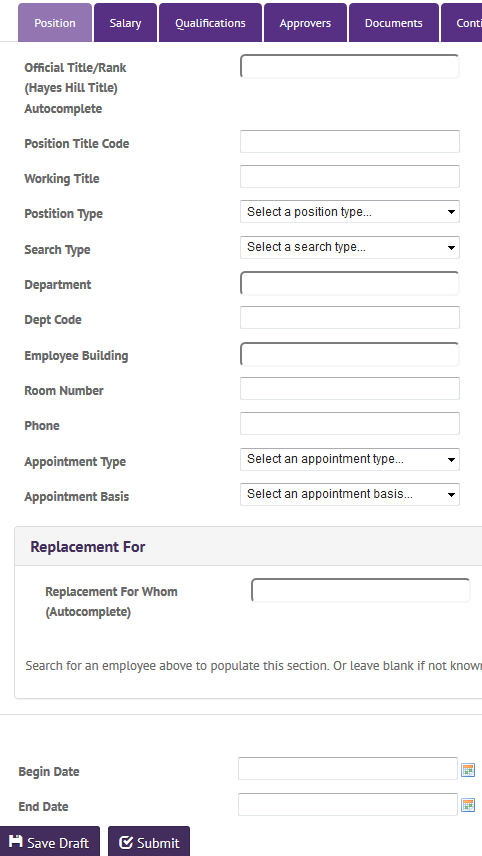 Position Salary Qualifications Approvers Documents Conti
Official Title/Rank
(Hayes Hill Title)
Autocomplete
Position Title Code
Working Title
Postition Type Select a position type...
Search Type Select a search type...
Department
Dept Code
Employee Building
Room Number
Phone
Appointment Type Select an appointment type...
Appointment Basis Select an appointment basis...
Replacement For
Replacement For Whom
(Autocomplete)
Search for an employee above to populate this section. Or leave blank if not know
Begin Date
End Date
Save Draft Submit